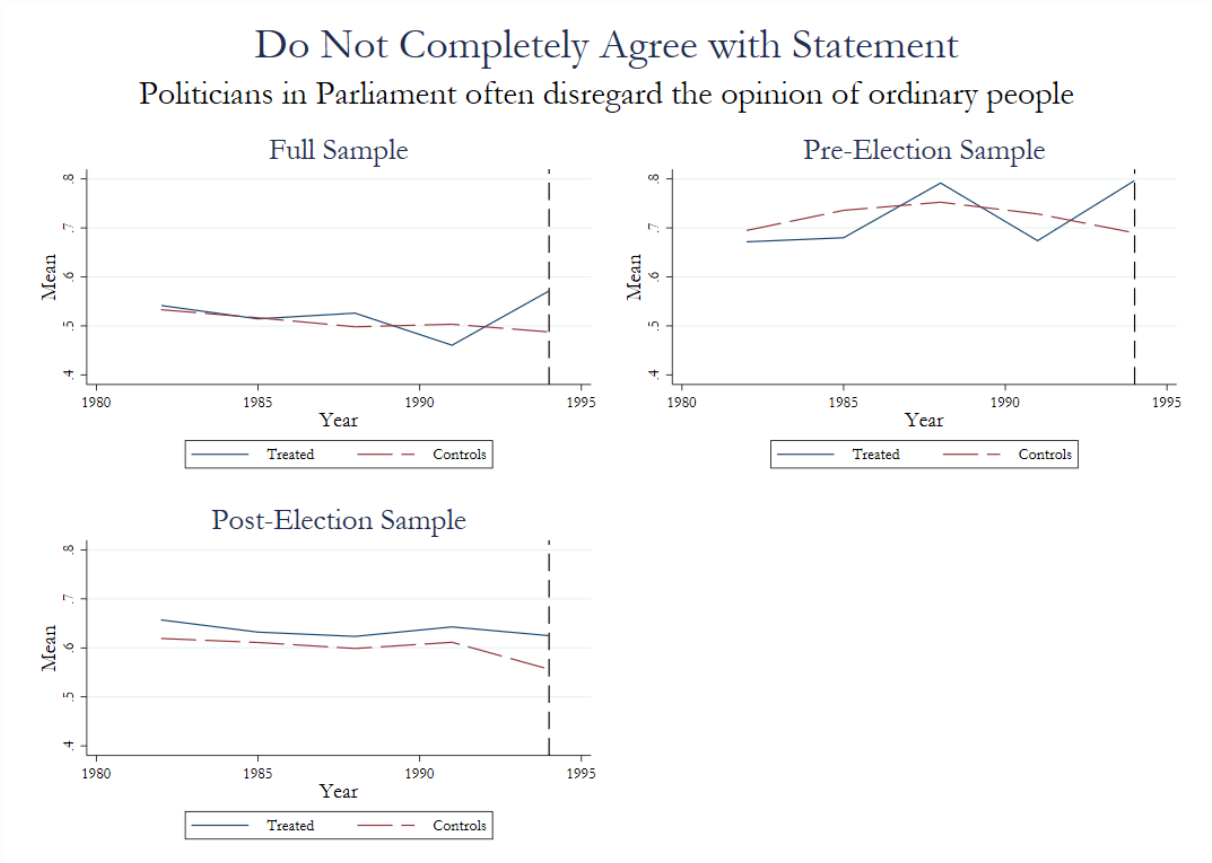 Do Not Completely Agree with Statement
Politicians in Parliament often disregard the opinion of ordinary people
Full Sample
.8
.7
.6
.5
.4
Mean
1980 1985 1990 1995
Year
Treated Controls
Pre-Election Sample
.8
.7
.6
.5
.4
Mean
1980 1985 1990 1995
Year
Treated Controls
Post-Election Sample
.8
.7
.6
.5
.4
Mean
1980 1985 1990 1995
Year
Treated Controls